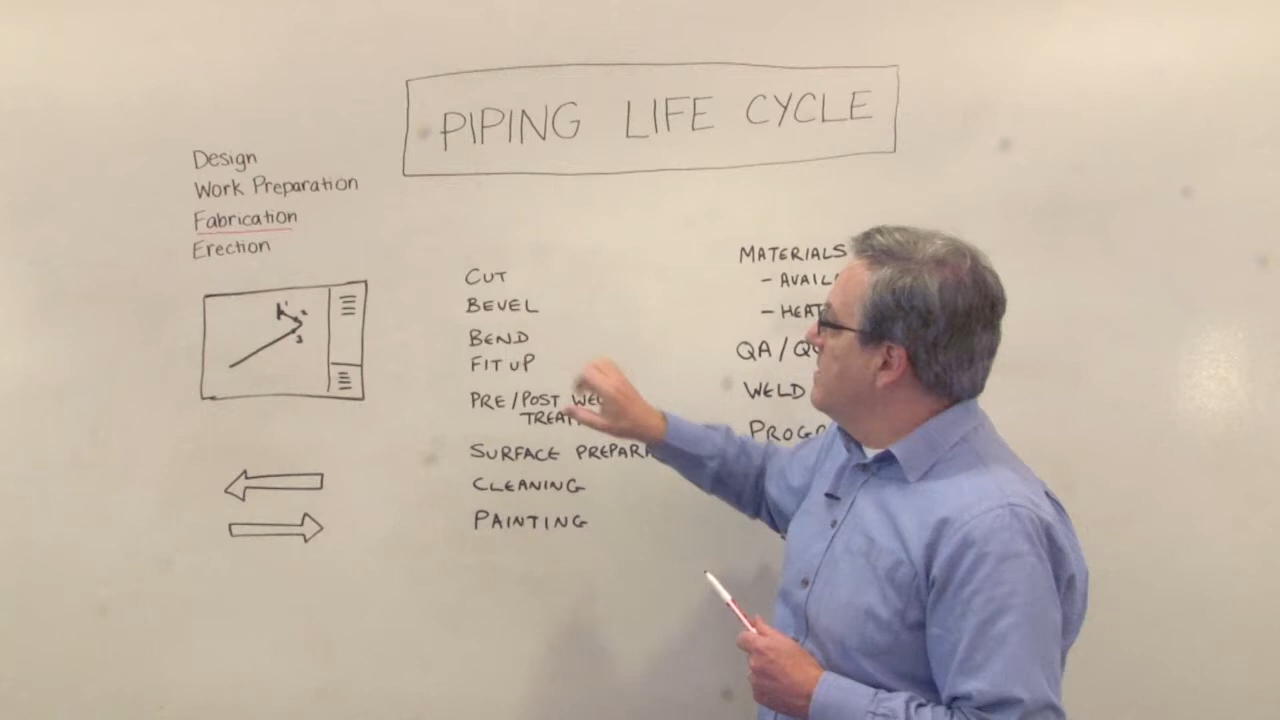 PIPING LIFE CYCLE
Design
Work Preparation
Fabrication
Erection
CUT
BEVEL
BEND
FIT UP
PRE/POST
SURFACE
CLEANING
PAINTING
MATERIALS
QA/
WELD